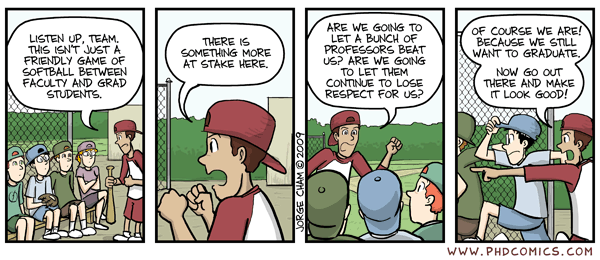 LISTEN UP, TEAM.
THIS ISN'T JUST A
FRIENDLY GAME OF
SOFTBALL BETWEEN
FACULTY AND GRAD
STUDENTS.
THERE IS
SOMETHING MORE
AT STAKE HERE.
JORGE CHAM © 2009
ARE WE GOING TO
LET A BUNCH OF
PROFESSORS BEAT
US? ARE WE GOING
TO LET THEM
CONTINUE TO LOSE
RESPECT FOR US?
OF COURSE WE ARE!
BECAUSE WE STILL
WANT TO GRADUATE.
NOW GO OUT
THERE AND MAKE
IT LOOK GOOD!
WWW.PHDCOMICS.COM